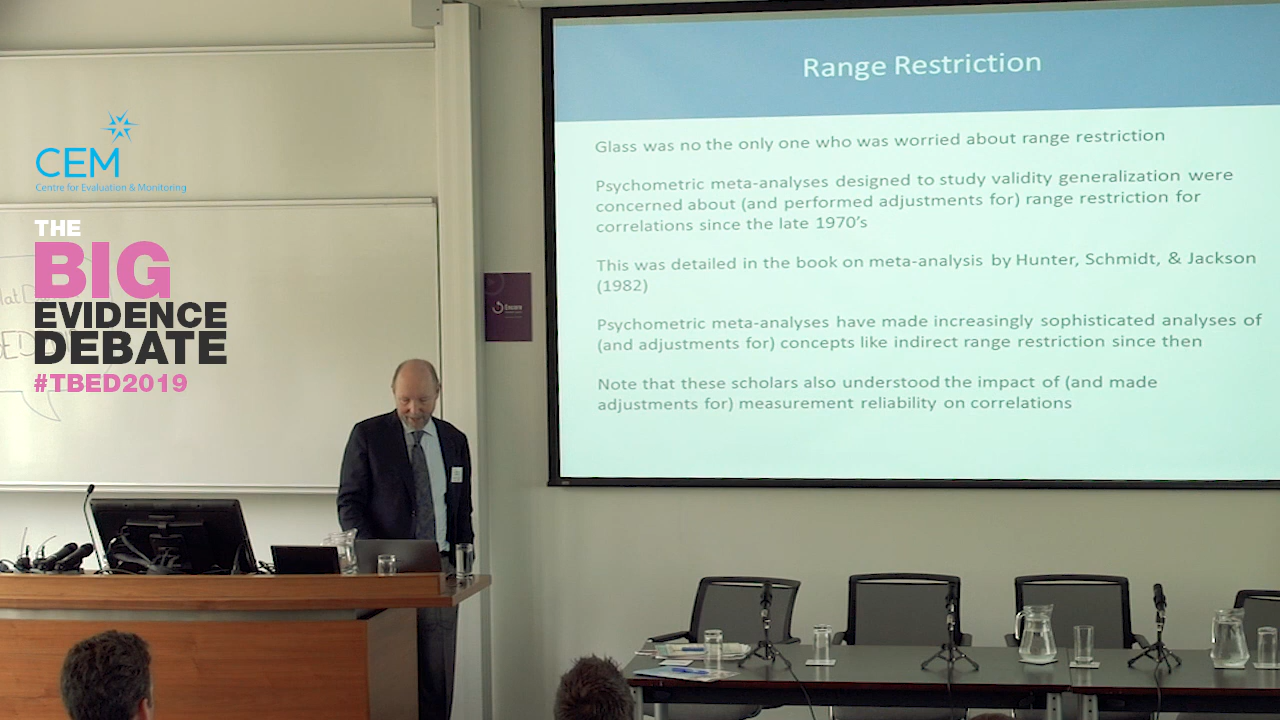 CEM
Centre for Evaluation & Monitoring
THE
BIG
EVIDENCE
DEBATE
#TBED2019
Range Restriction
Glass was no the only one who was worried about range restriction
Psychometric meta-analyses designed to study validity generalization were
concerned about (and performed adjustments for) range restriction for
correlations since the late 1970's
This was detailed in the book on meta-analysis by Hunter, Schmidt, & Jackson
(1982)
Psychometric meta-analyses have made increasingly sophisticated analyses of
(and adjustments for) concepts like indirect range restriction since then
Note that these scholars also understood the impact of (and made
adjustments for) measurement reliability on correlations